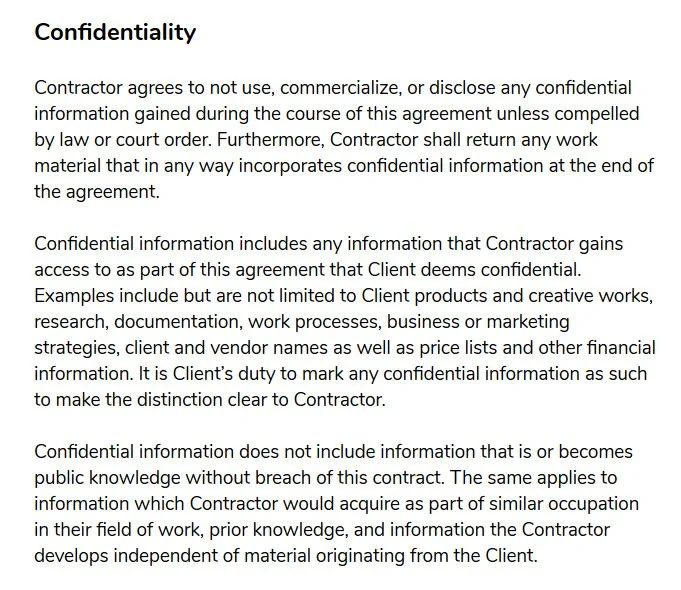 Confidentiality
Contractor agrees to not use, commercialize, or disclose any confidential
information gained during the course of this agreement unless compelled
by law or court order. Furthermore, Contractor shall return any work
material that in any way incorporates confidential information at the end of
the agreement.
Confidential information includes any information that Contractor gains
access to as part of this agreement that Client deems confidential.
Examples include but are not limited to Client products and creative works,
research, documentation, work processes, business or marketing
strategies, client and vendor names as well as price lists and other financial
information. It is Client’s duty to mark any confidential information as such
to make the distinction clear to Contractor.
Confidential information does not include information that is or becomes
public knowledge without breach of this contract. The same applies to
information which Contractor would acquire as part of similar occupation
in their field of work, prior knowledge, and information the Contractor
develops independent of material originating from the Client.